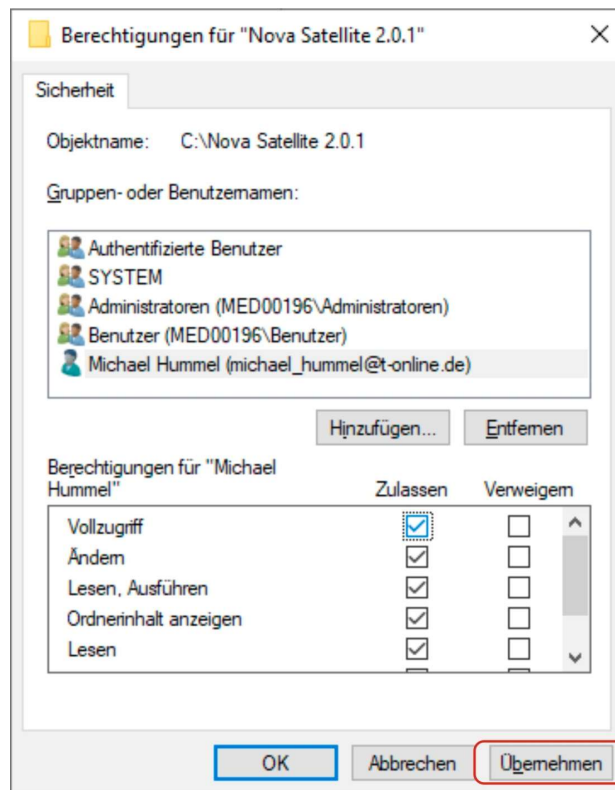 Berechtigungen für "Nova Satellite 2.0.1"
Sicherheit
Objektname: C:\Nova Satellite 2.0.1
Gruppen- oder Benutzernamen:
Authentifizierte Benutzer
SYSTEM
Administratoren (MED00196\Administratoren)
Benutzer (MED00196\Benutzer)
Michael Hummel (michael_hummel@t-online.de)
Hinzufügen... Entfernen
Berechtigungen für "Michael
Hummel" Zulassen Verweigern
Vollzugriff
Ändern
Lesen, Ausführen
Ordnerinhalt anzeigen
Lesen
OK Abbrechen Übernehmen